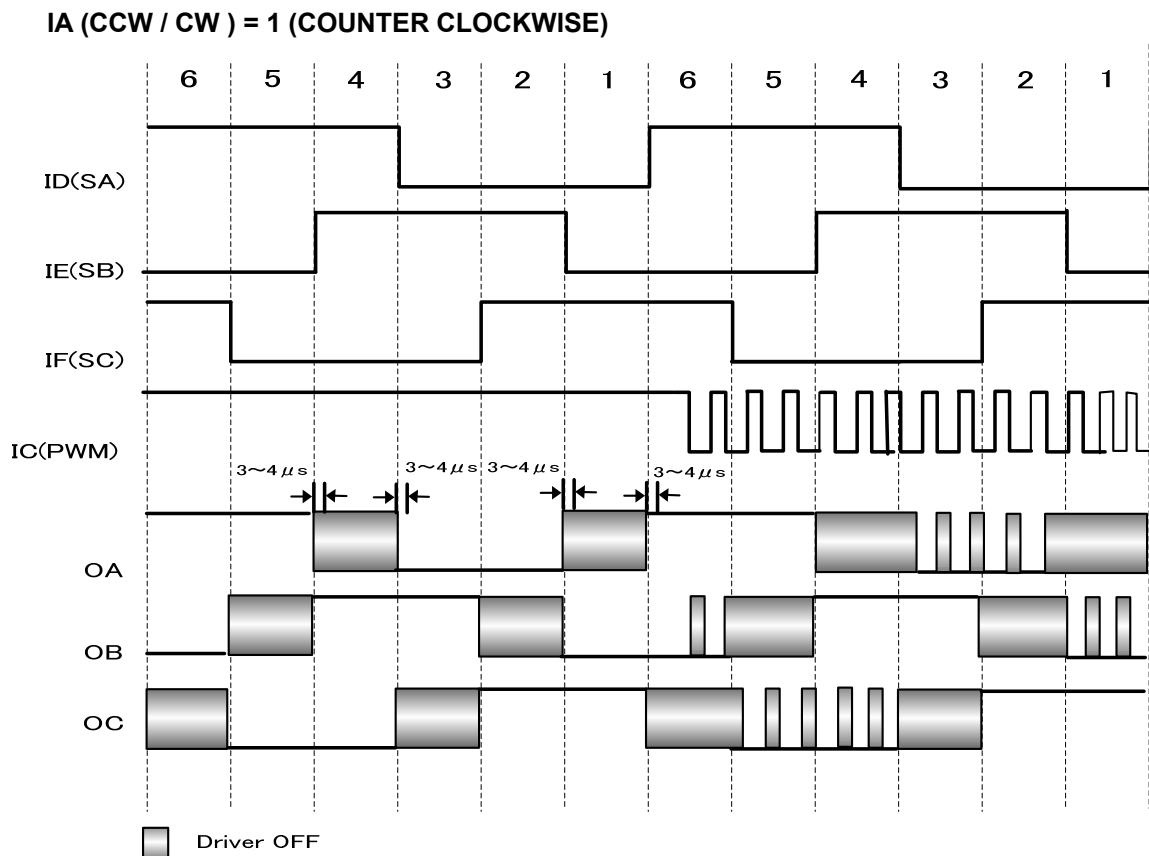 IA (CCW / CW ) = 1 (COUNTER CLOCKWISE)
6 5 4 3 2 1 6 5 4 3 2 1
ID(SA)
IE(SB)
IF(SC)
IC(PWM)
3~4μs 3~4μs 3~4μs 3~4μs
OA
OB
OC
Driver OFF